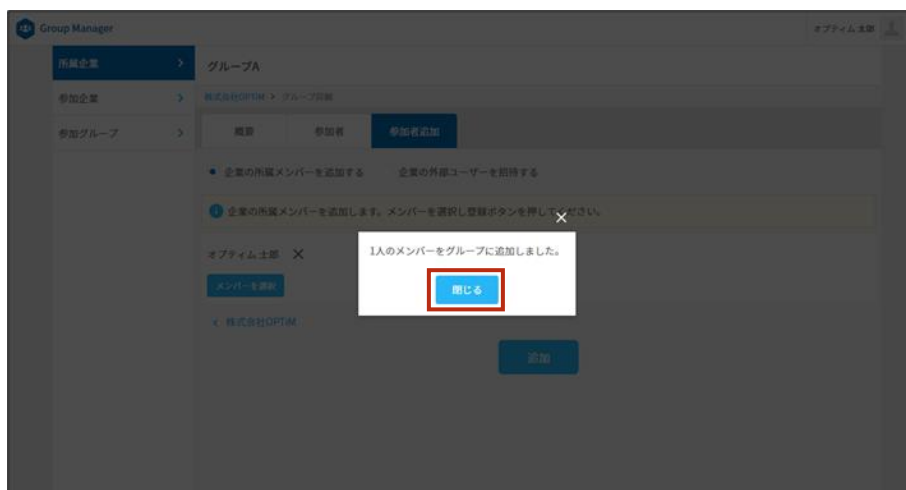 Group Manager
オプティム 太郎
所属企業
参加企業
参加グループ
グループA
株式会社OPTiM > グループ詳細
概要
参加者
参加者追加
企業の所属メンバーを追加する
企業の外部ユーザーを招待する
企業の所属メンバーを追加します。メンバーを選択し登録ボタンを押してください。
オプティム 士郎
1人のメンバーをグループに追加しました。
閉じる
メンバーを選択
株式会社OPTiM
追加